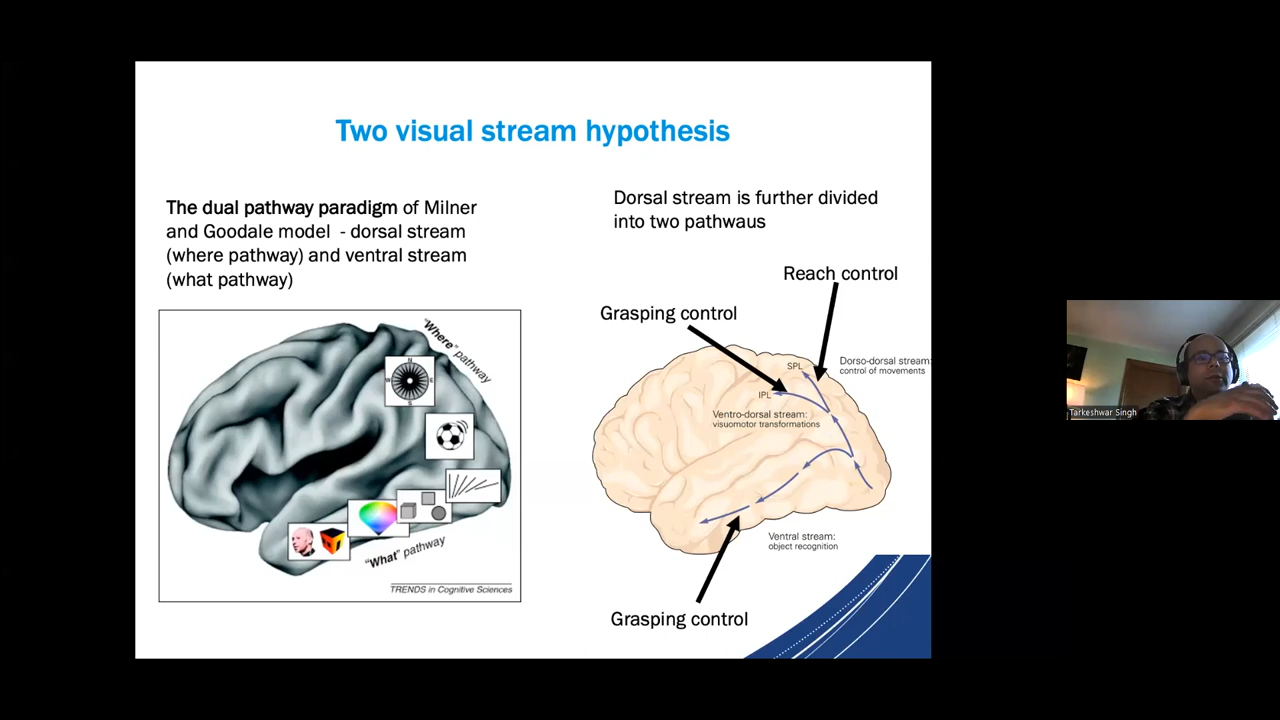 Two visual stream hypothesis
The dual pathway paradigm of Milner
and Goodale model - dorsal stream
(where pathway) and ventral stream
(what pathway)
"Where" pathway
N
W
E
S
"What" pathway
TRENDS in Cognitive Sciences
Dorsal stream is further divided
into two pathwaus
Reach control
Grasping control
SPL
Dorso-dorsal stream:
control of movements
IPL
Ventro-dorsal stream:
visuomotor transformations
Ventral stream:
object recognition
Grasping control
Tarkeshwar Singh